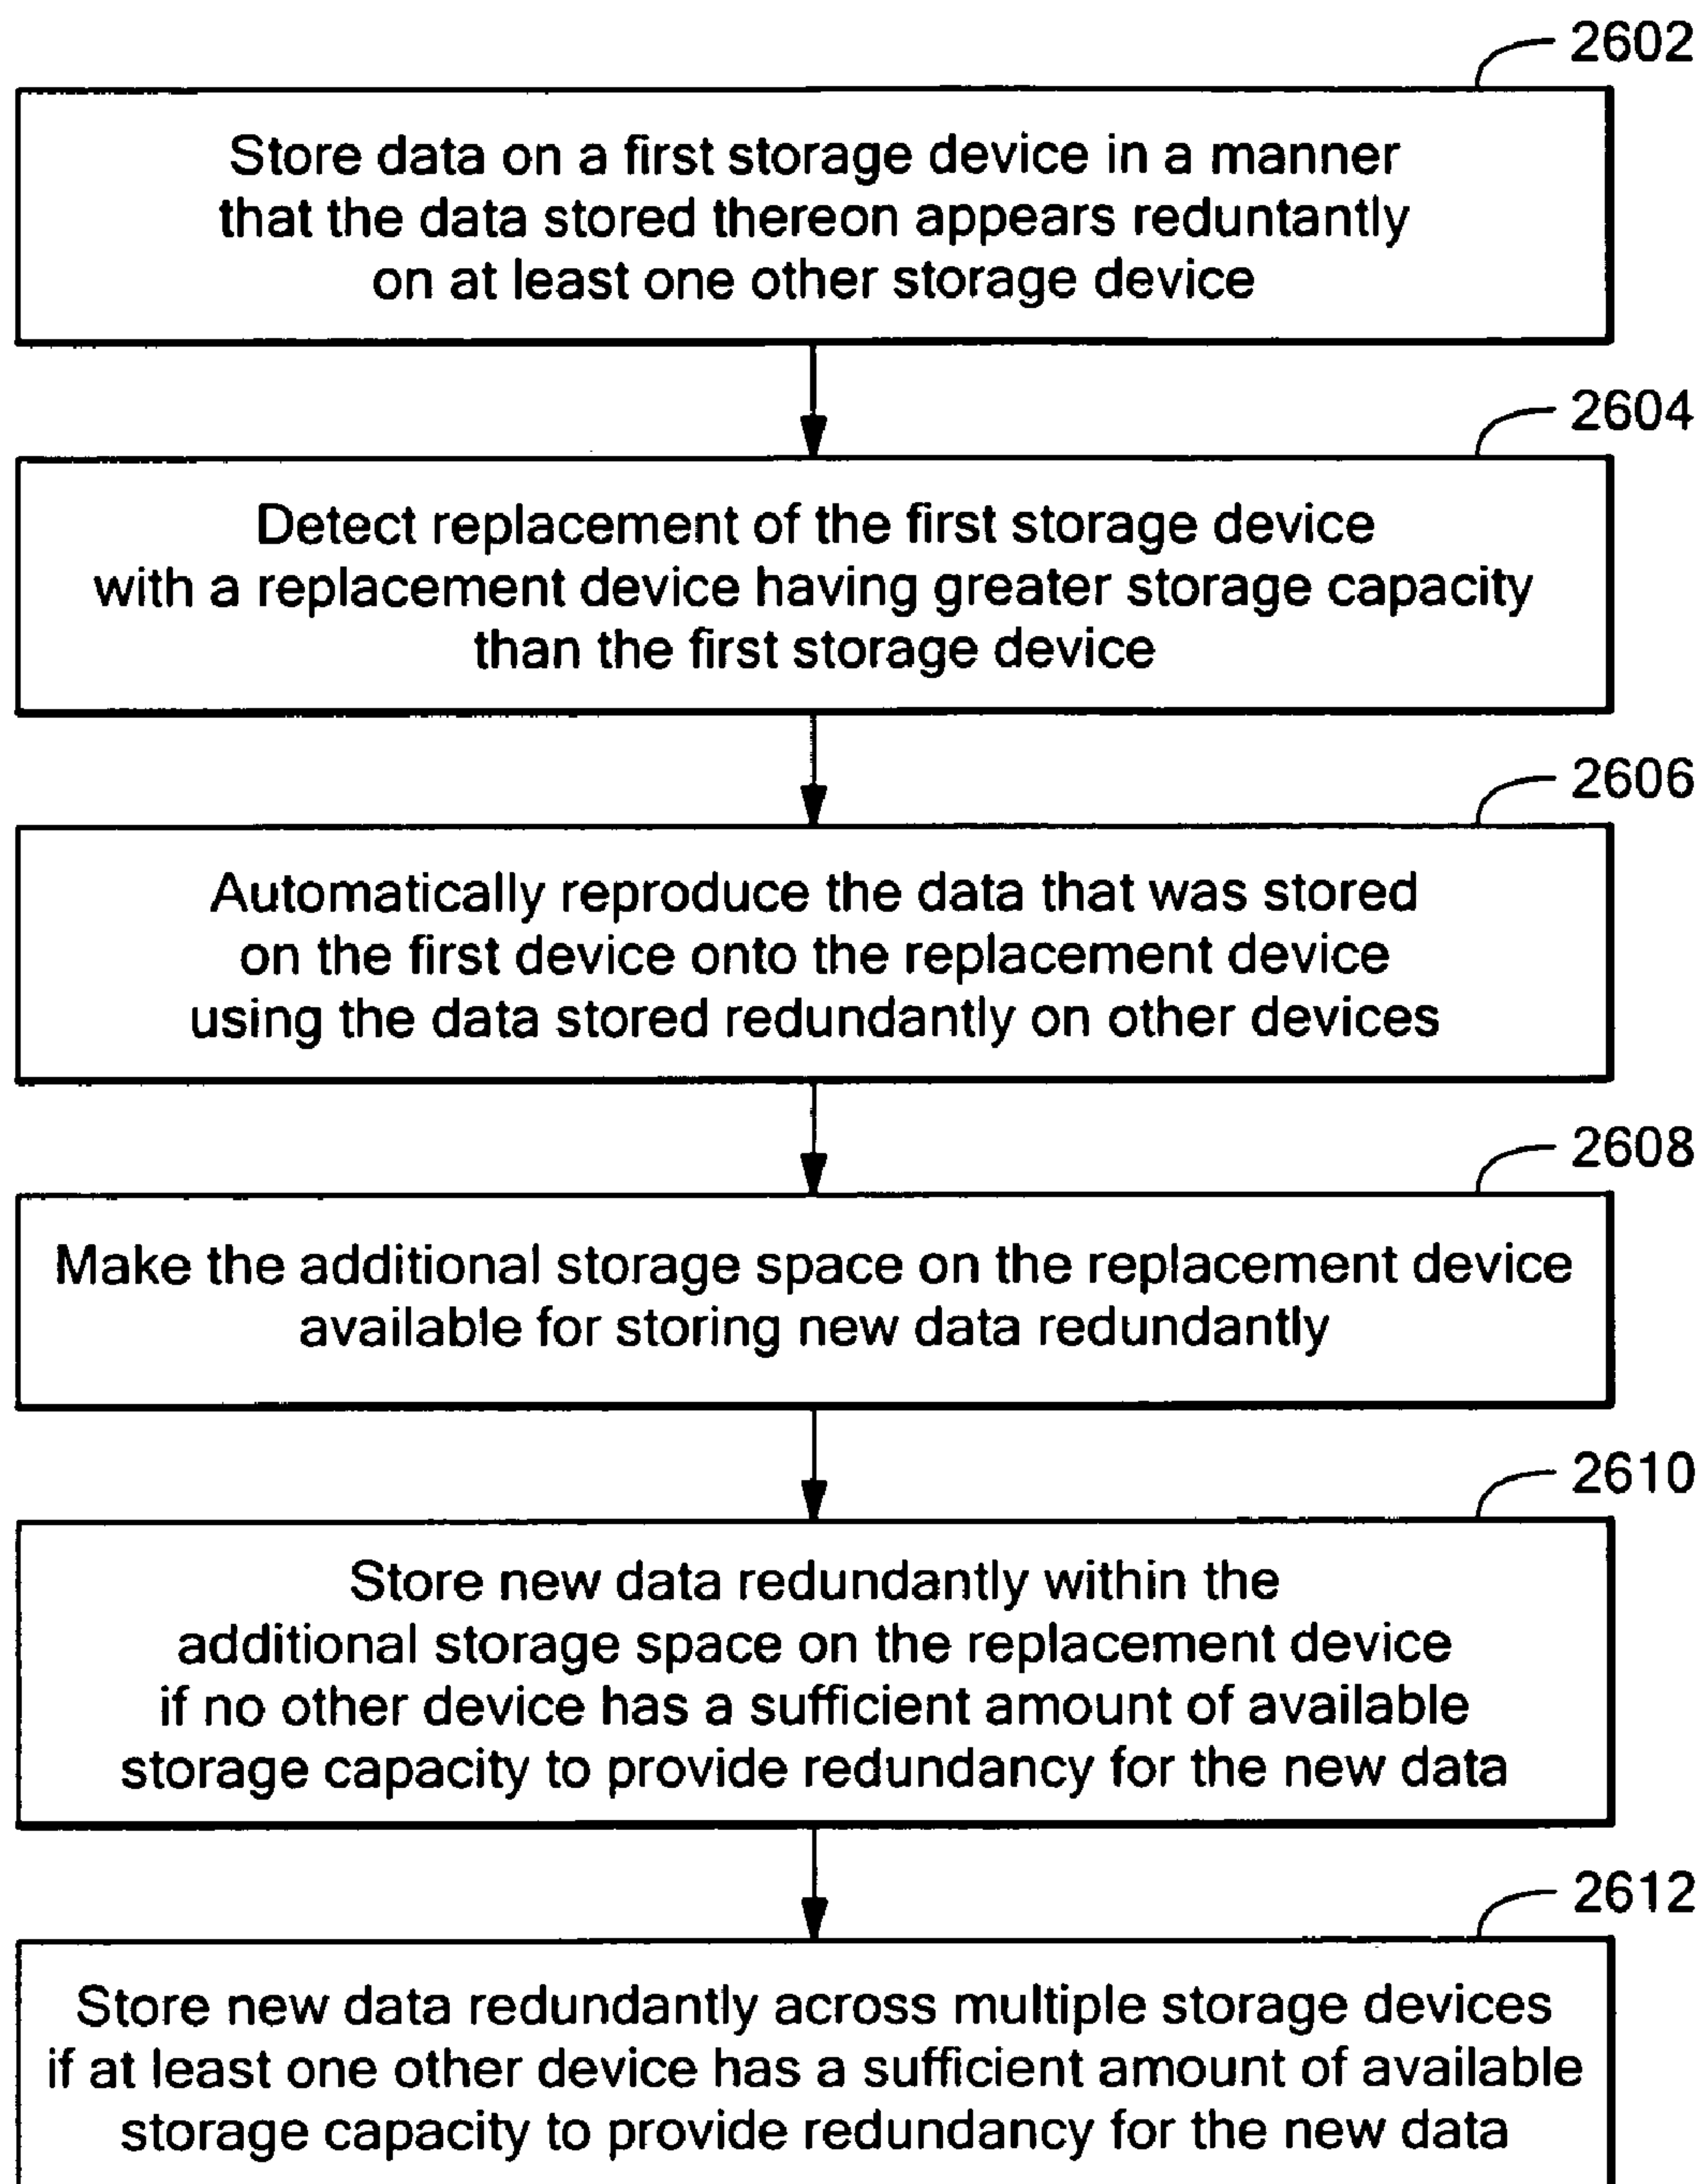 2602
Store data on a first storage device in a manner
that the data stored thereon appears reduntantly
on at least one other storage device
2604
Detect replacement of the first storage device
with a replacement device having greater storage capacity
than the first storage device
2606
Automatically reproduce the data that was stored
on the first device onto the replacement device
using the data stored redundantly on other devices
2608
Make the additional storage space on the replacement device
available for storing new data redundantly
2610
Store new data redundantly within the
additional storage space on the replacement device
if no other device has a sufficient amount of available
storage capacity to provide redundancy for the new data
2612
Store new data redundantly across multiple storage devices
if at least one other device has a sufficient amount of available
storage capacity to provide redundancy for the new data